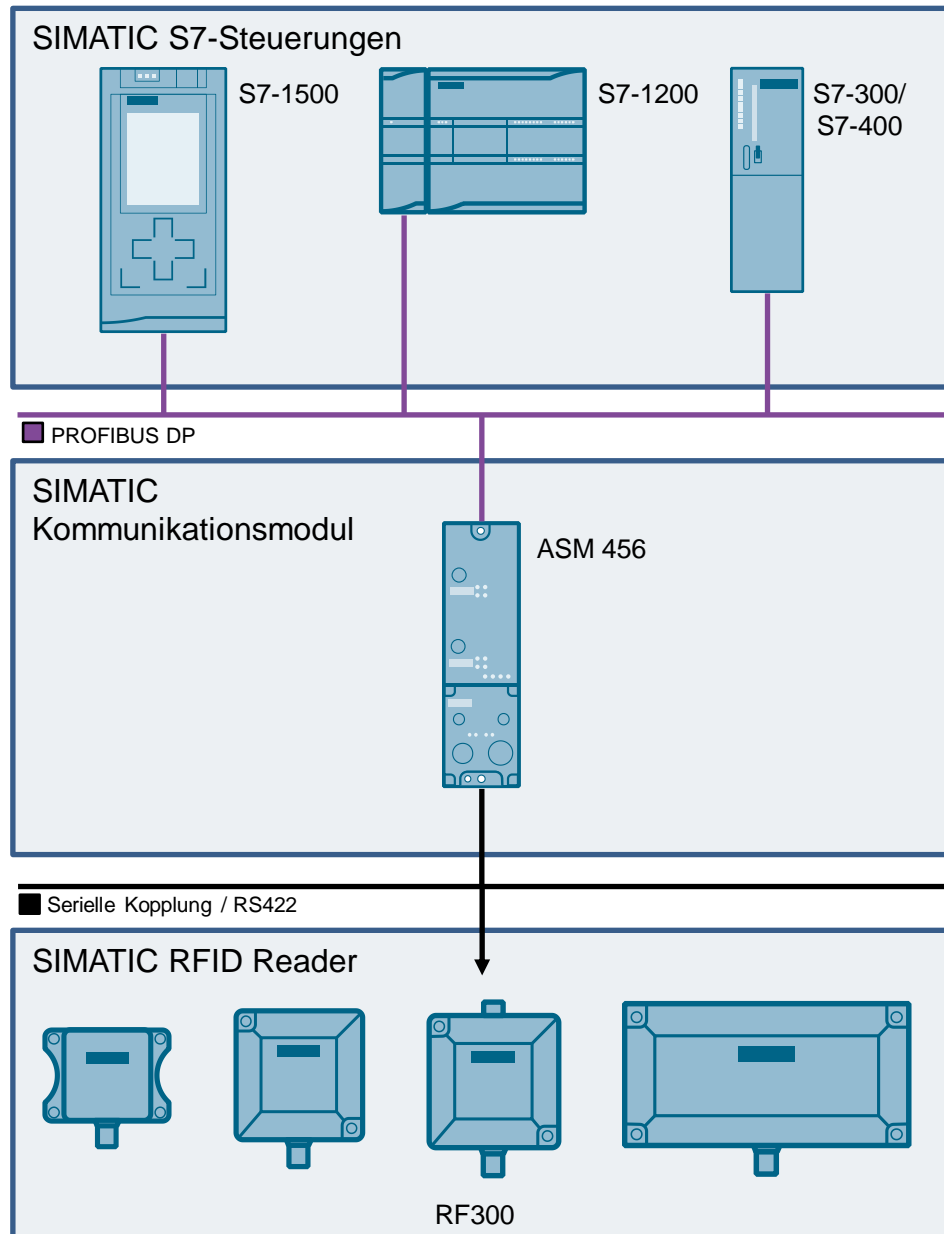 SIMATIC S7-Steuerungen
S7-1500
S7-1200
S7-300/
S7-400
PROFIBUS DP
SIMATIC
Kommunikationsmodul
ASM 456
Serielle Kopplung / RS422
SIMATIC RFID Reader
RF300